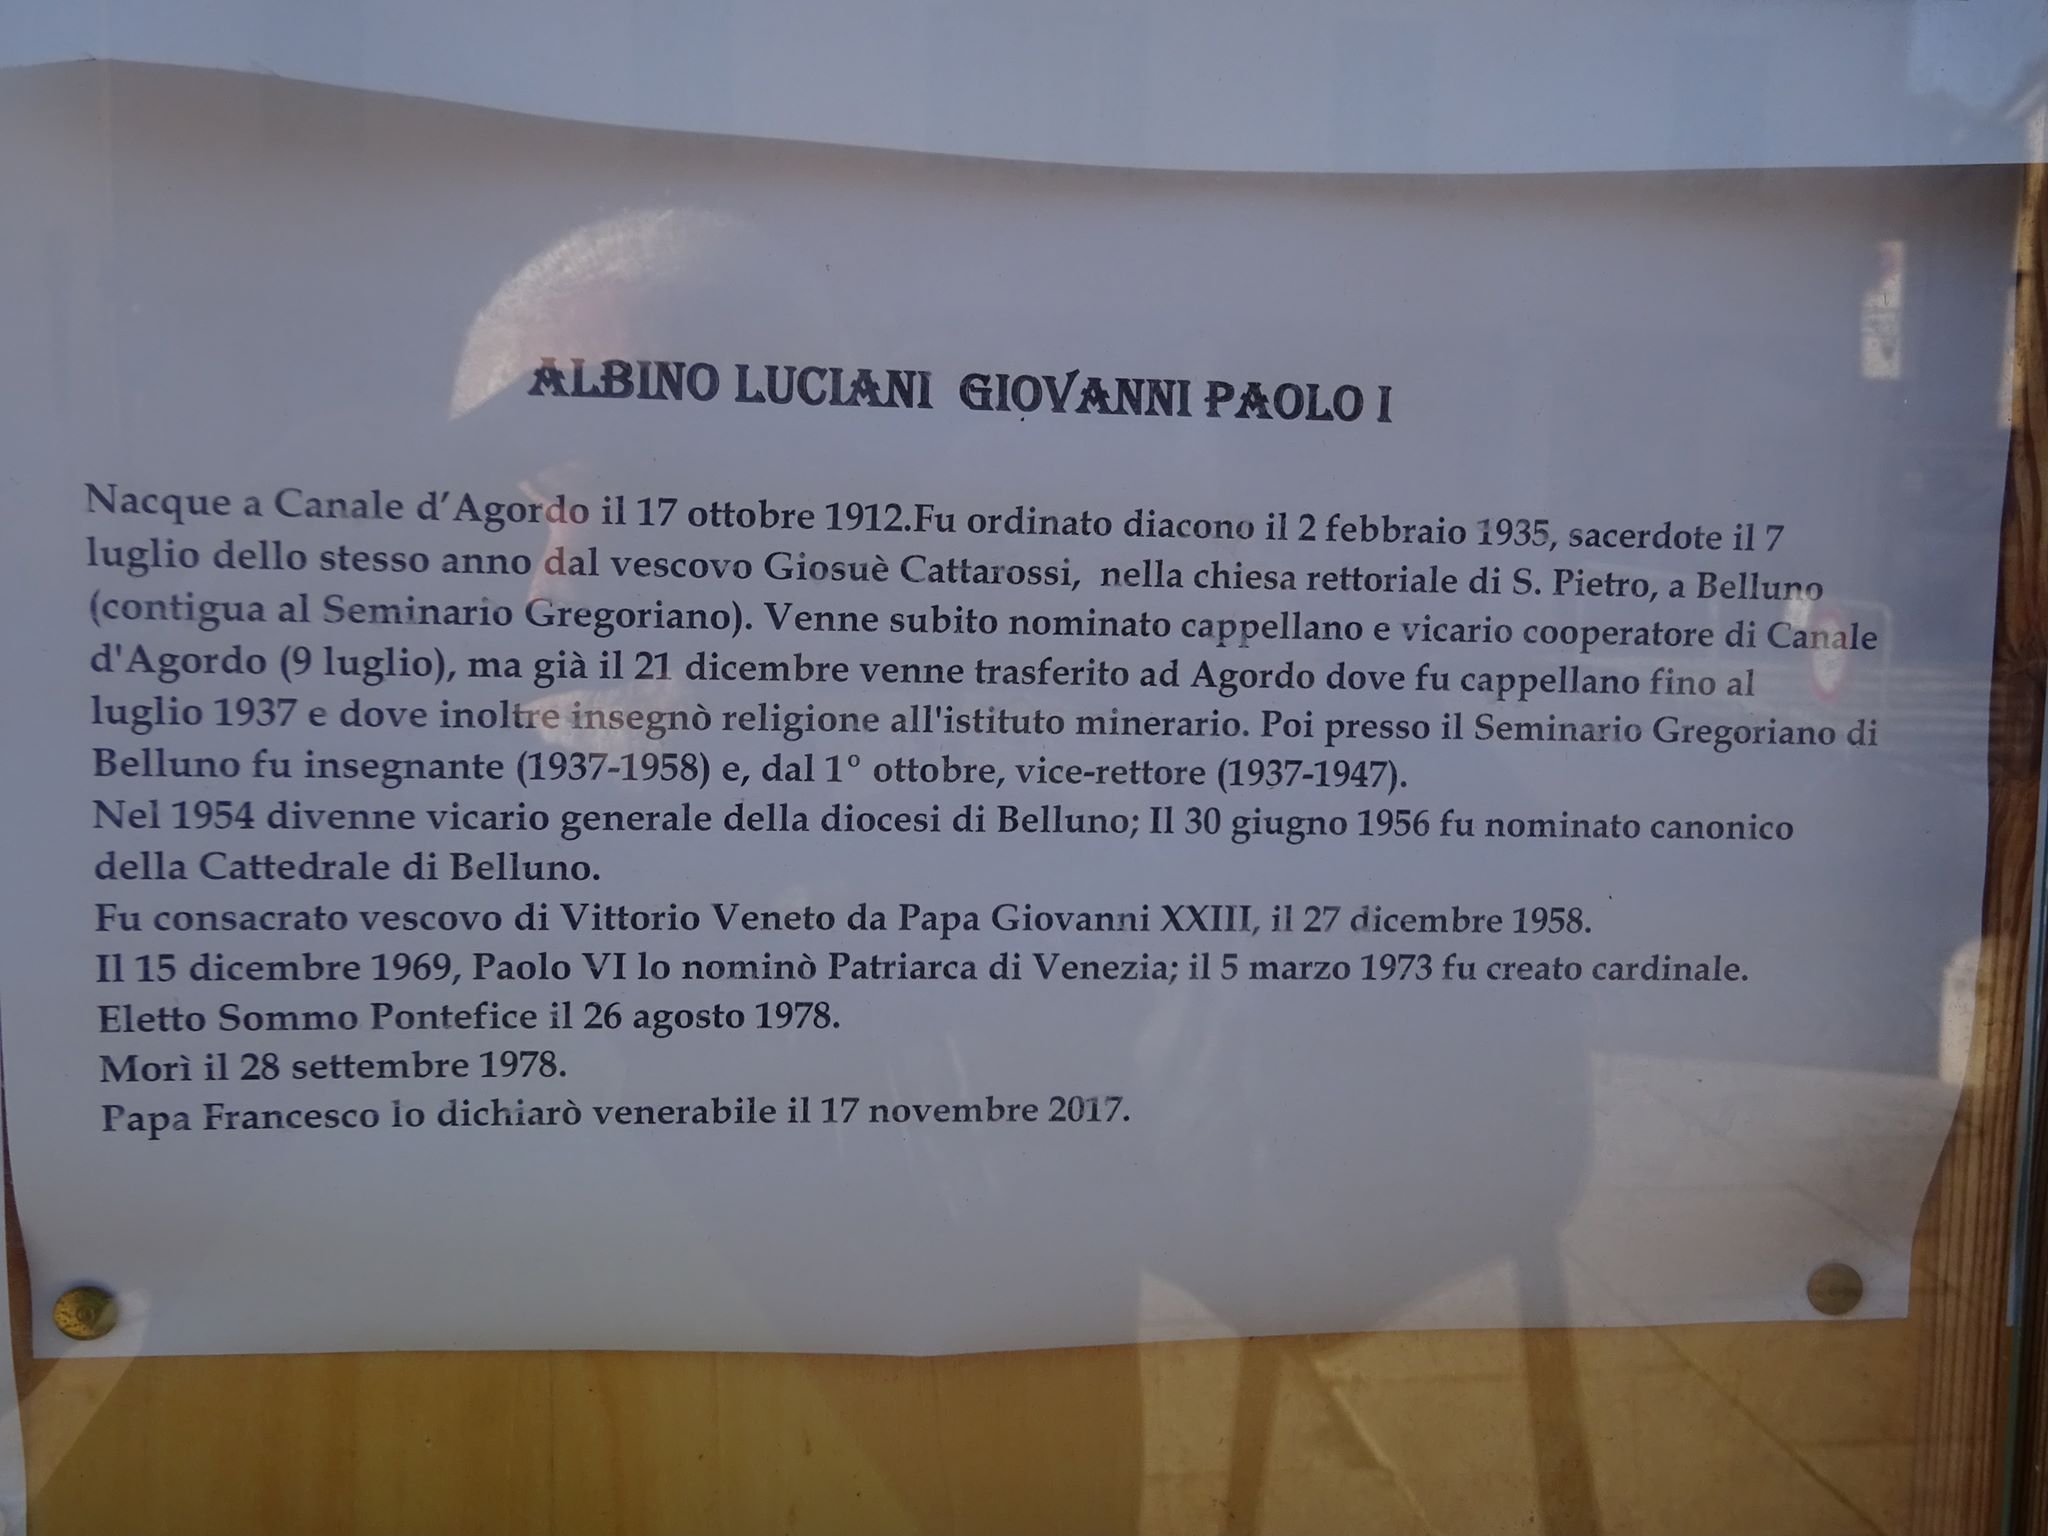 ALBINO LUCIANI GIOVANNI PAOLO I
Nacque a Canale d'Agordo il 17 ottobre 1912.Fu ordinato diacono il 2 febbraio 1935, sacerdote il 7
luglio dello stesso anno dal vescovo Giosuè Cattarossi, nella chiesa rettoriale di S. Pietro, a Belluno
(contigua al Seminario Gregoriano). Venne subito nominato cappellano e vicario cooperatore di Canale
d'Agordo (9 luglio), ma già il 21 dicembre venne trasferito ad Agordo dove fu cappellano fino al
luglio 1937 e dove inoltre insegnò religione all'istituto minerario. Poi presso il Seminario Gregoriano di
Belluno fu insegnante (1937-1958) e, dal 1° ottobre, vice-rettore (1937-1947).
Nel 1954 divenne vicario generale della diocesi di Belluno; Il 30 giugno 1956 fu nominato canonico
della Cattedrale di Belluno.
Fu consacrato vescovo di Vittorio Veneto da Papa Giovanni XXIII, il 27 dicembre 1958.
Il 15 dicembre 1969, Paolo VI lo nominò Patriarca di Venezia; il 5 marzo 1973 fu creato cardinale.
Eletto Sommo Pontefice il 26 agosto 1978.
Morì il 28 settembre 1978.
Papa Francesco lo dichiarò venerabile il 17 novembre 2017.